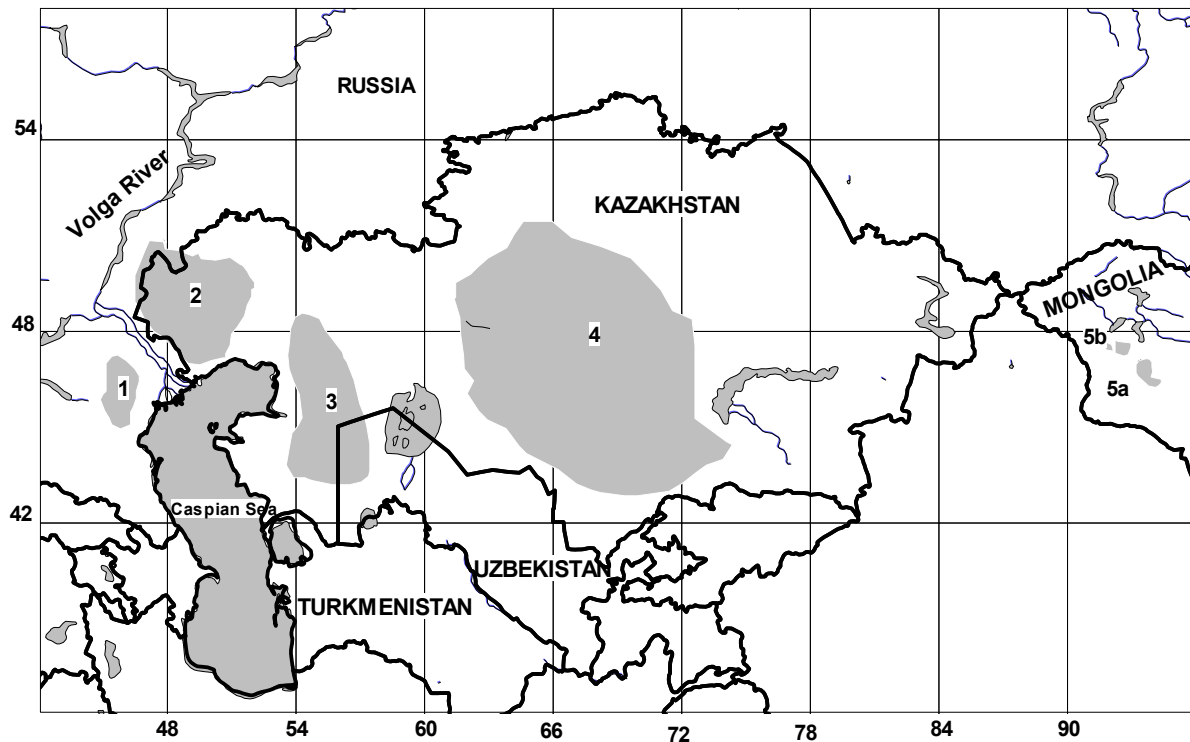 RUSSIA
54
Volga River
KAZAKHSTAN
MONGOLIA
2
48
4
5b
1
3
5a
Caspian Sea
42
UZBEKISTAN
TURKMENISTAN
48 54 60 66 72 78 84 90